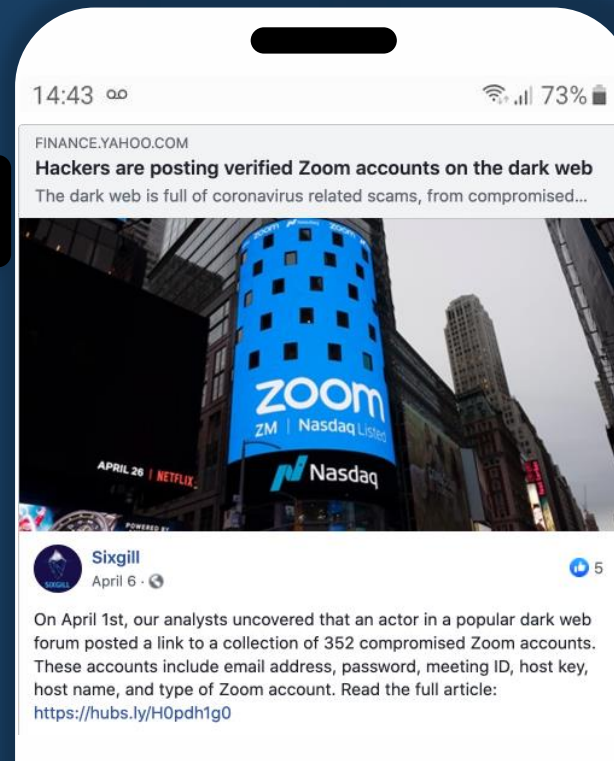 14:43
73%
FINANCE.YAHOO.COM
Hackers are posting verified Zoom accounts on the dark web
The dark web is full of coronavirus related scams, from compromised...
zoom
zoom
zoom
ZM | Nasdaq Listed
Nasdaq
APRIL 26 | NETFLIX
POWERED BY
SIXGILL
Sixgill
April 6 ·
5
On April 1st, our analysts uncovered that an actor in a popular dark web
forum posted a link to a collection of 352 compromised Zoom accounts.
These accounts include email address, password, meeting ID, host key,
host name, and type of Zoom account. Read the full article:
https://hubs.ly/H0pdh1g0